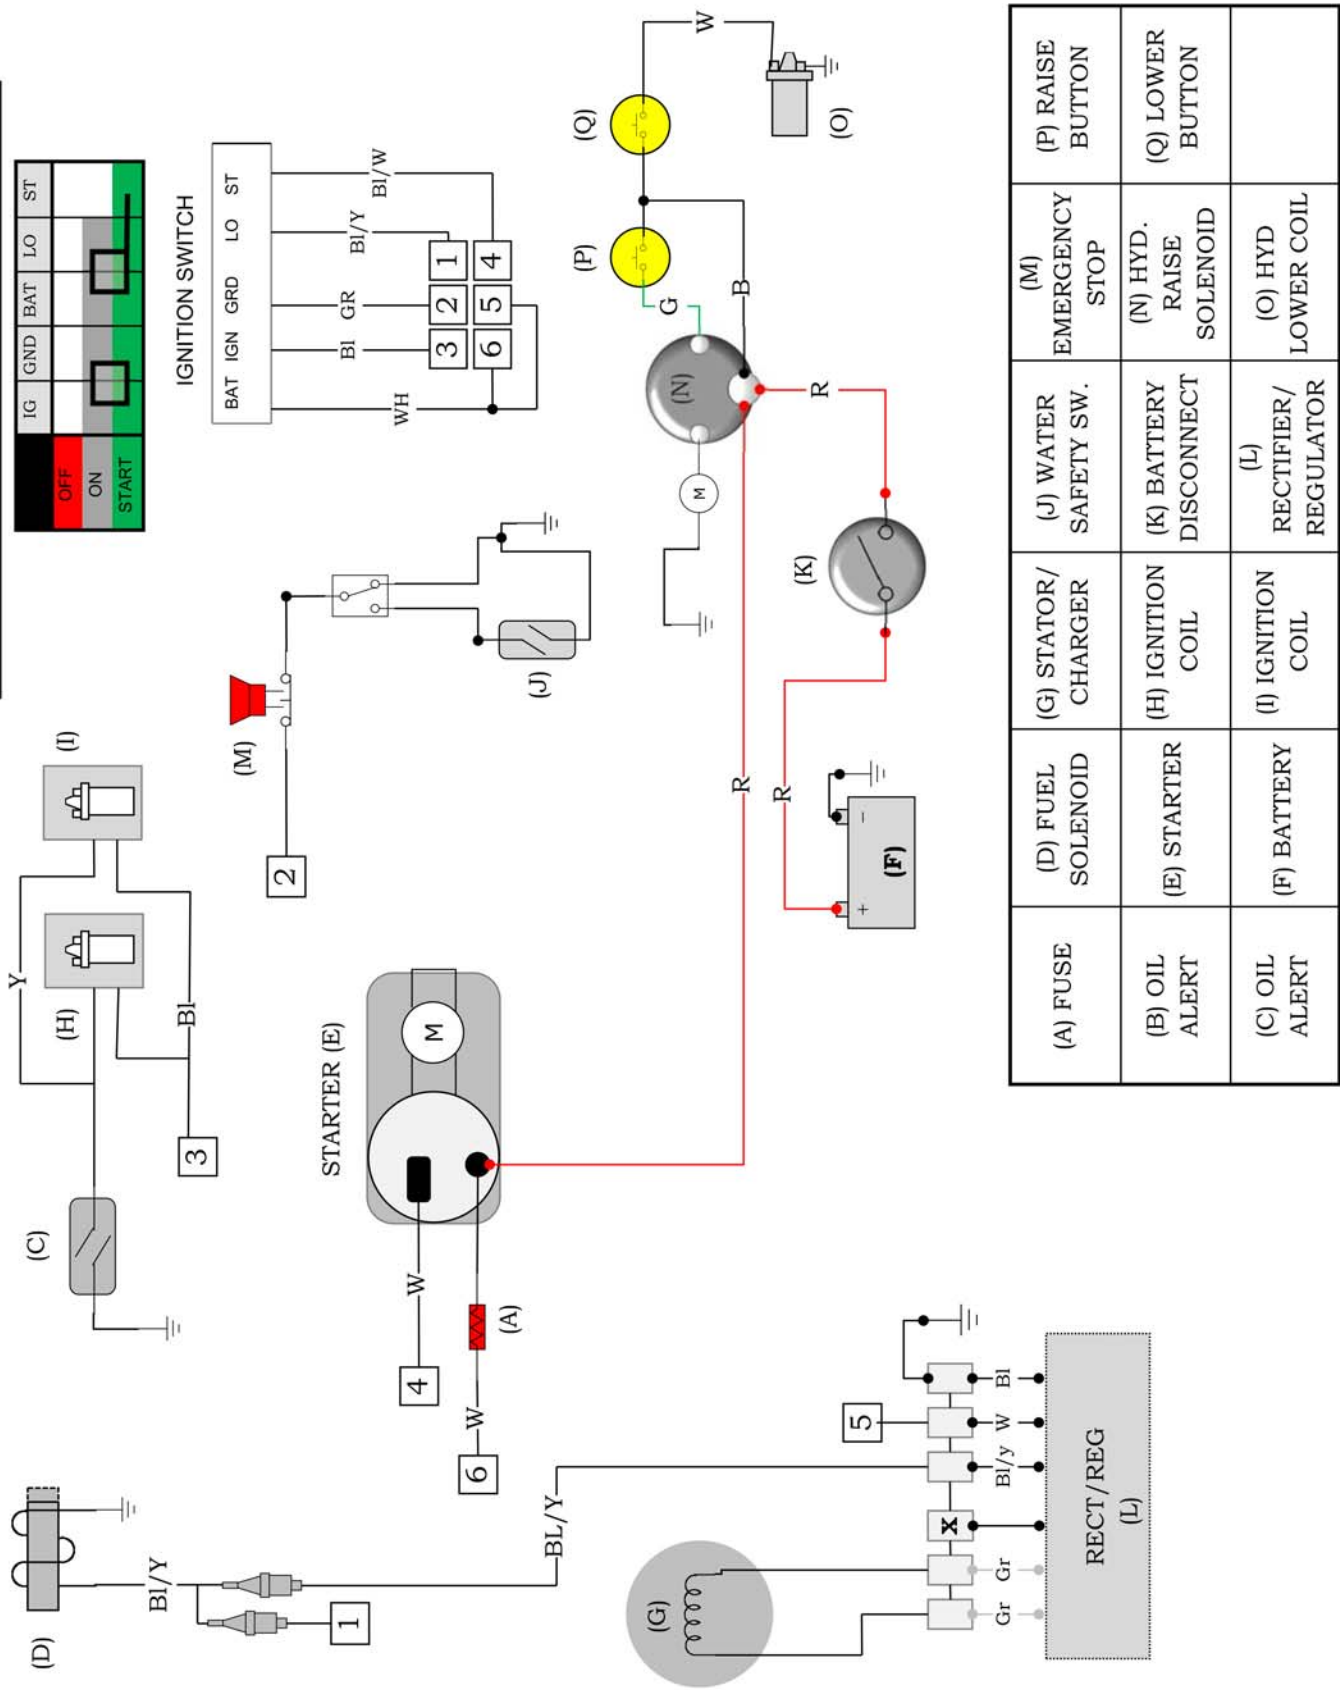 IG GND BAT LO ST
OFF
ON
START
IGNITION SWITCH
BAT IGN GRD LO ST
WH
Bl
GR
Bl/Y
Bl/W
3 2 1
6 5 4
(I)
Y
(H)
Bl
3
(C)
(M)
2
(J)
STARTER (E)
M
4
W
6
W
(A)
(D)
Bl/Y
1
BL/Y
(G)
5
x
Gr Gr Bl/y W Bl
RECT/REG
(L)
(P)
(Q)
W
(O)
G
B
(N)
M
R
R
(K)
R
+ −
(F)
(A) FUSE
(D) FUEL
SOLENOID
(G) STATOR/
CHARGER
(J) WATER
SAFETY SW.
(M)
EMERGENCY
STOP
(P) RAISE
BUTTON
(B) OIL
ALERT
(E) STARTER
(H) IGNITION
COIL
(K) BATTERY
DISCONNECT
(N) HYD.
RAISE
SOLENOID
(Q) LOWER
BUTTON
(C) OIL
ALERT
(F) BATTERY
(I) IGNITION
COIL
(L)
RECTIFIER/
REGULATOR
(O) HYD
LOWER COIL